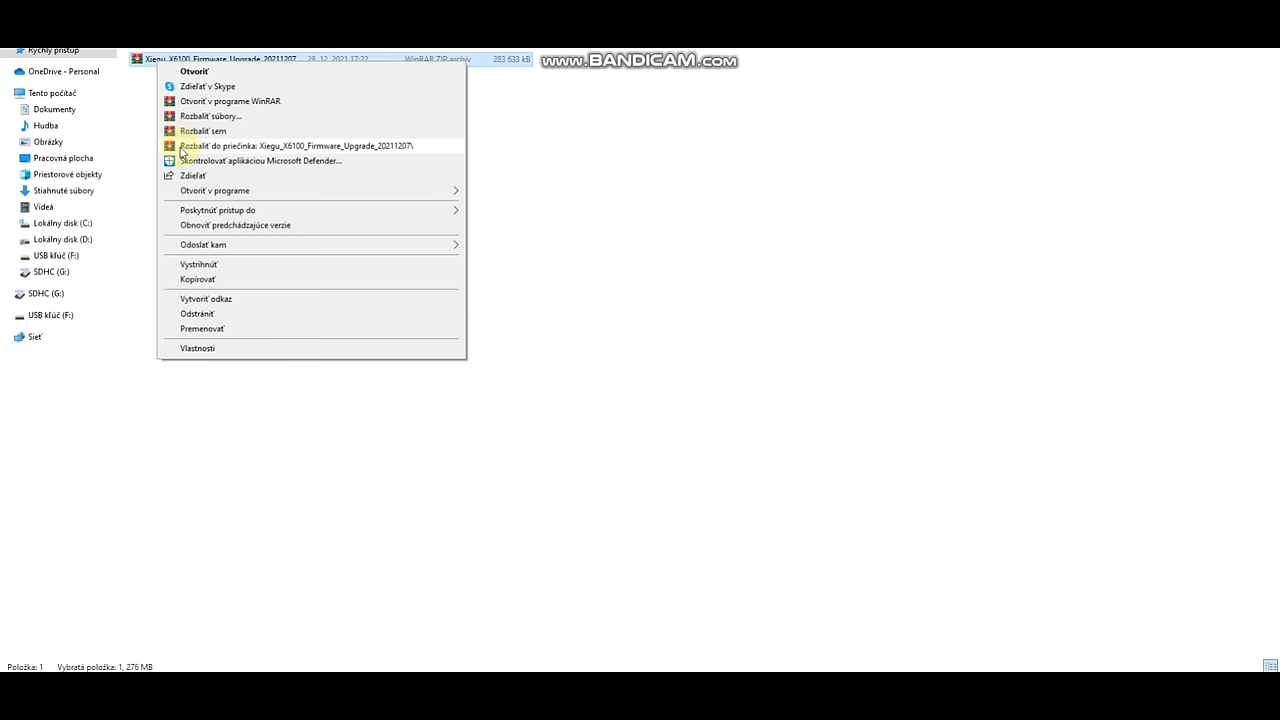 Rýchly prístup
OneDrive - Personal
Tento počítač
Dokumenty
Hudba
Obrázky
Pracovná plocha
Priestorové objekty
Stiahnuté súbory
Videá
Lokálny disk (C:)
Lokálny disk (D:)
USB kľúč (F:)
SDHC (G:)
SDHC (G:)
USB kľúč (F:)
Sieť
Xiegu_X6100_Firmware_Upgrade_20211207 28. 12. 2021 17:22 WinRAR ZIP archív 283 633 kB
www.BANDICAM.com
Otvoriť
Zdieľať v Skype
Otvoriť v programe WinRAR
Rozbaliť súbory...
Rozbaliť sem
Rozbaliť do priečinka: Xiegu_X6100_Firmware_Upgrade_20211207\
Skontrolovať aplikáciou Microsoft Defender...
Zdieľať
Otvoriť v programe
Poskytnúť prístup do
Obnoviť predchádzajúce verzie
Odoslať kam
Vystrihnúť
Kopírovať
Vytvoriť odkaz
Odstrániť
Premenovať
Vlastnosti
Položka: 1 Vybratá položka: 1, 276 MB